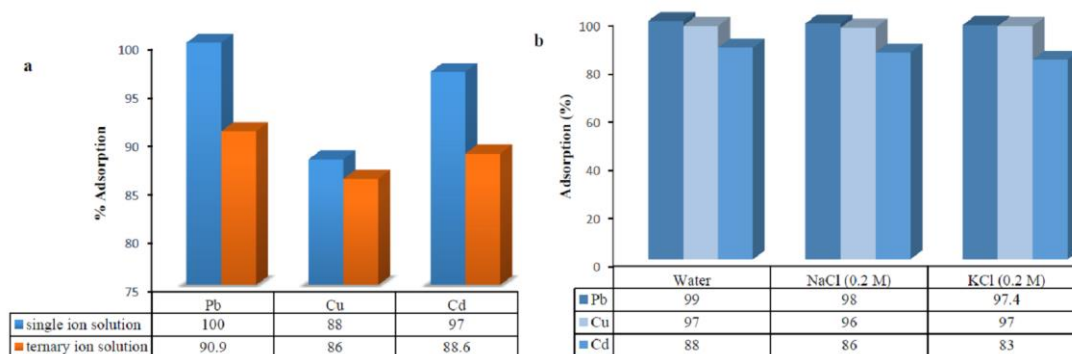 a
% Adsorption
100
95
90
85
80
75
Pb Cu Cd
single ion solution 100 88 97
ternary ion solution 90.9 86 88.6
b
Adsorption (%)
100
80
60
40
20
0
Water NaCl (0.2 M) KCl (0.2 M)
Pb 99 98 97.4
Cu 97 96 97
Cd 88 86 83